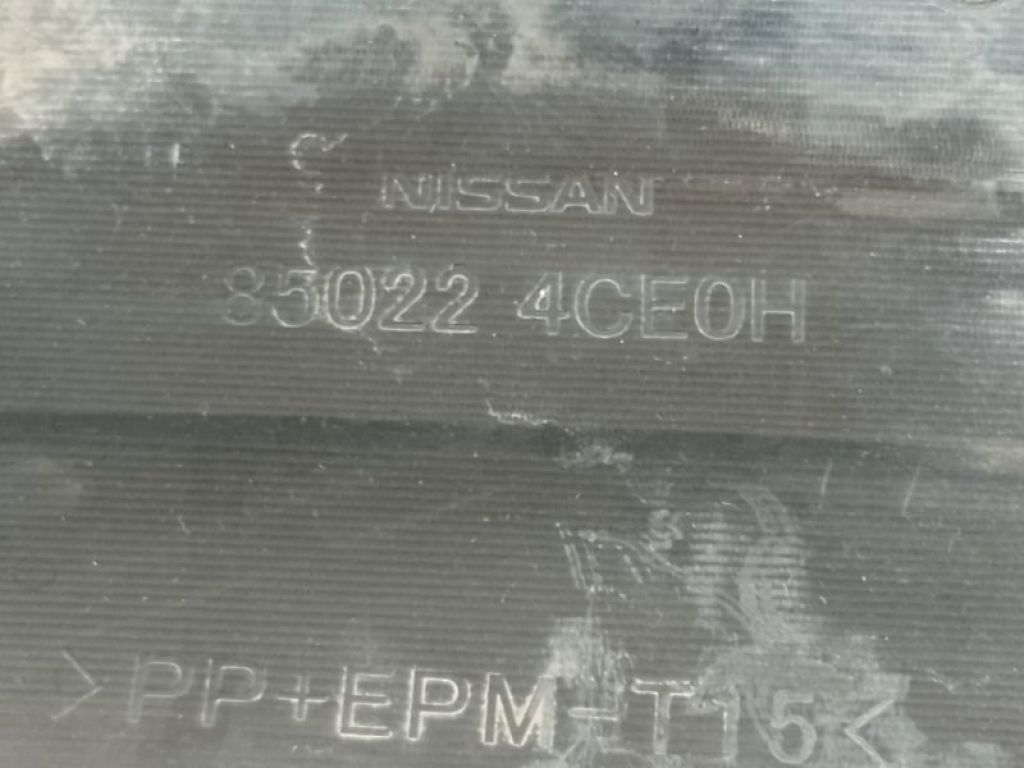 NISSAN
85022 4CE0H
>PP+EPM-T15<